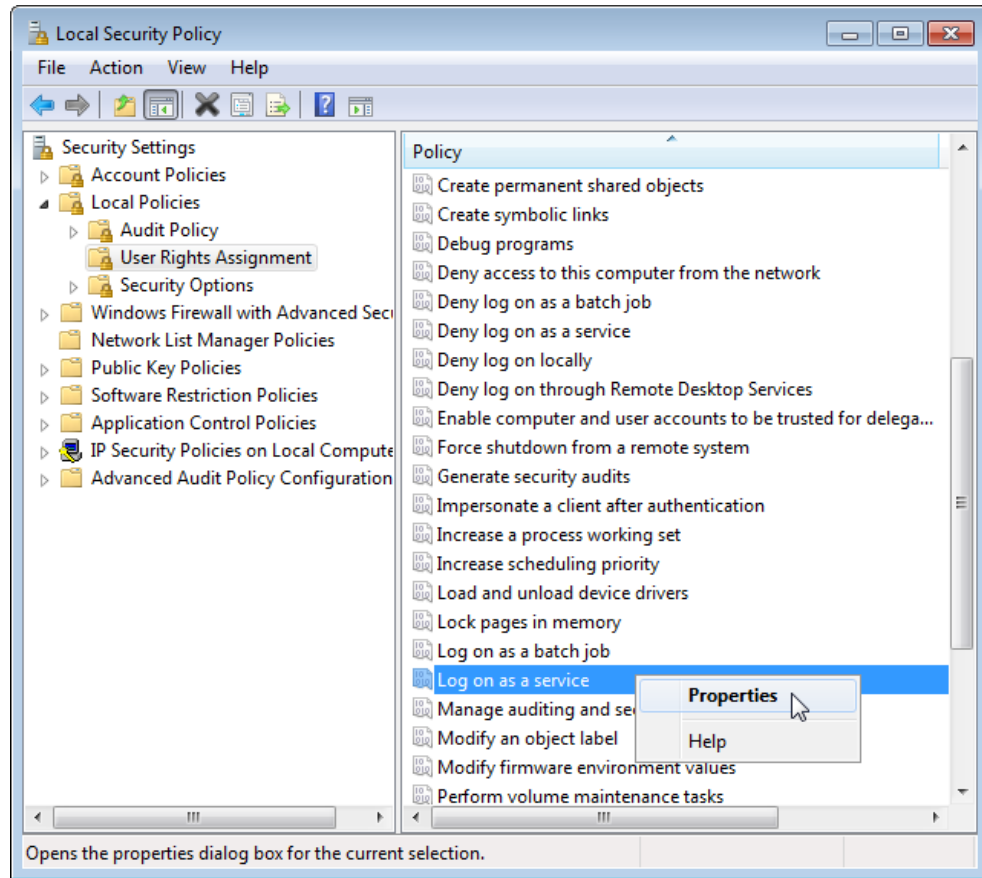 Local Security Policy
File Action View Help
Security Settings
Account Policies
Local Policies
Audit Policy
User Rights Assignment
Security Options
Windows Firewall with Advanced Secu
Network List Manager Policies
Public Key Policies
Software Restriction Policies
Application Control Policies
IP Security Policies on Local Compute
Advanced Audit Policy Configuration
Policy
Create permanent shared objects
Create symbolic links
Debug programs
Deny access to this computer from the network
Deny log on as a batch job
Deny log on as a service
Deny log on locally
Deny log on through Remote Desktop Services
Enable computer and user accounts to be trusted for delega...
Force shutdown from a remote system
Generate security audits
Impersonate a client after authentication
Increase a process working set
Increase scheduling priority
Load and unload device drivers
Lock pages in memory
Log on as a batch job
Log on as a service
Manage auditing and se
Modify an object label
Modify firmware environment values
Perform volume maintenance tasks
Properties
Help
Opens the properties dialog box for the current selection.